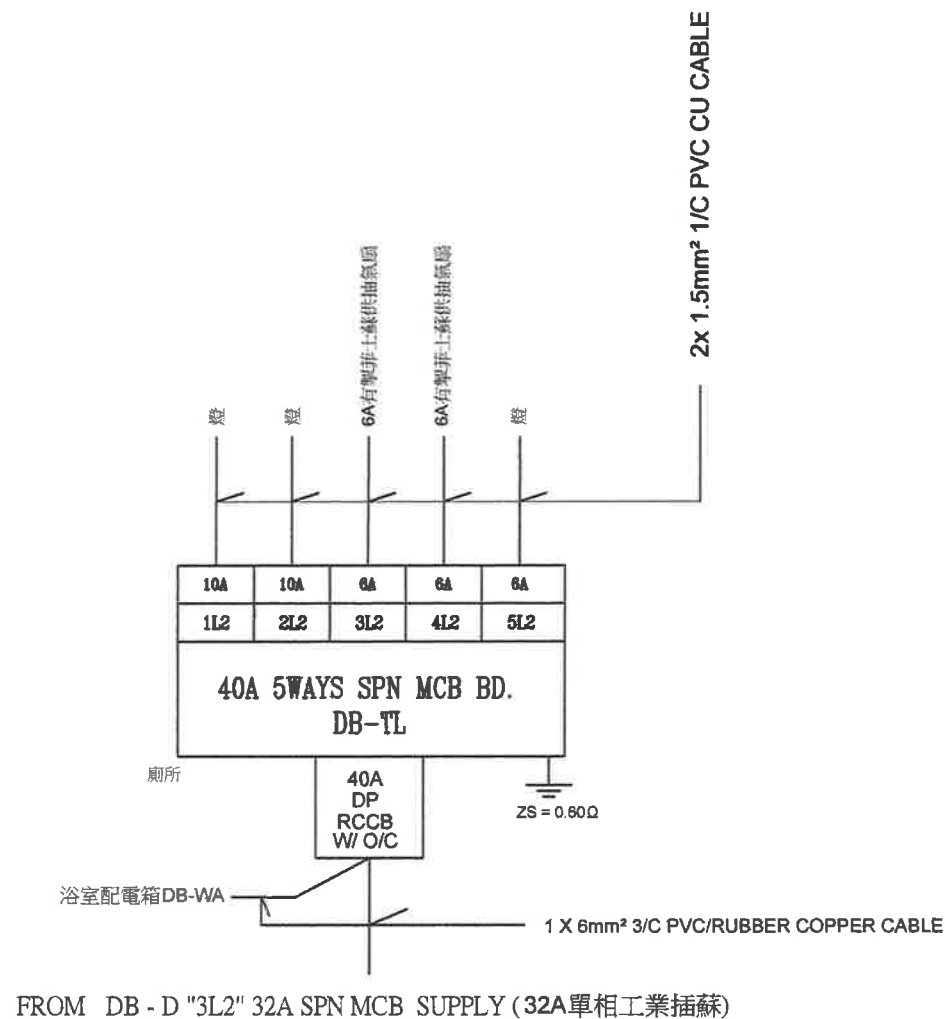 2x 1.5mm² 1/C PVC CU CABLE
燈
燈
6A有掣菲士蘇供抽氣扇
6A有掣菲士蘇供抽氣扇
燈
10A 10A 6A 6A 6A
1L2 2L2 3L2 4L2 5L2
40A 5WAYS SPN MCB BD.
DB-TL
廁所
40A
DP
RCCB
W/ O/C
ZS = 0.60Ω
浴室配電箱DB-WA
1 X 6mm² 3/C PVC/RUBBER COPPER CABLE
FROM DB - D "3L2" 32A SPN MCB SUPPLY (32A單相工業插蘇)